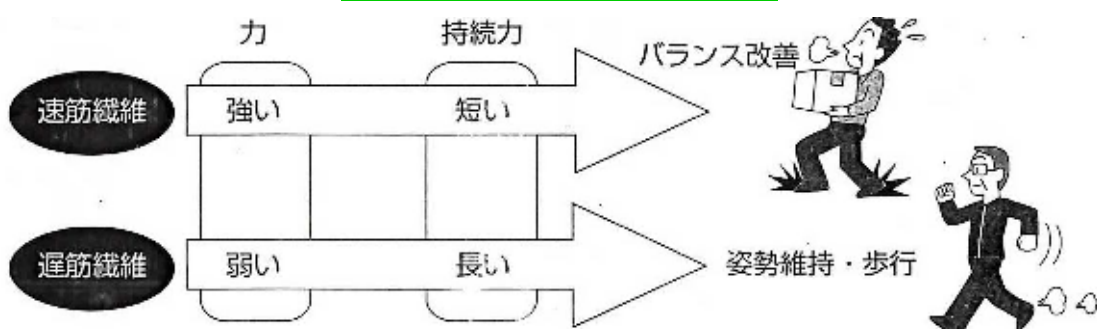 力 持続力
バランス改善
速筋繊維 強い 短い
遅筋繊維 弱い 長い 姿勢維持・歩行